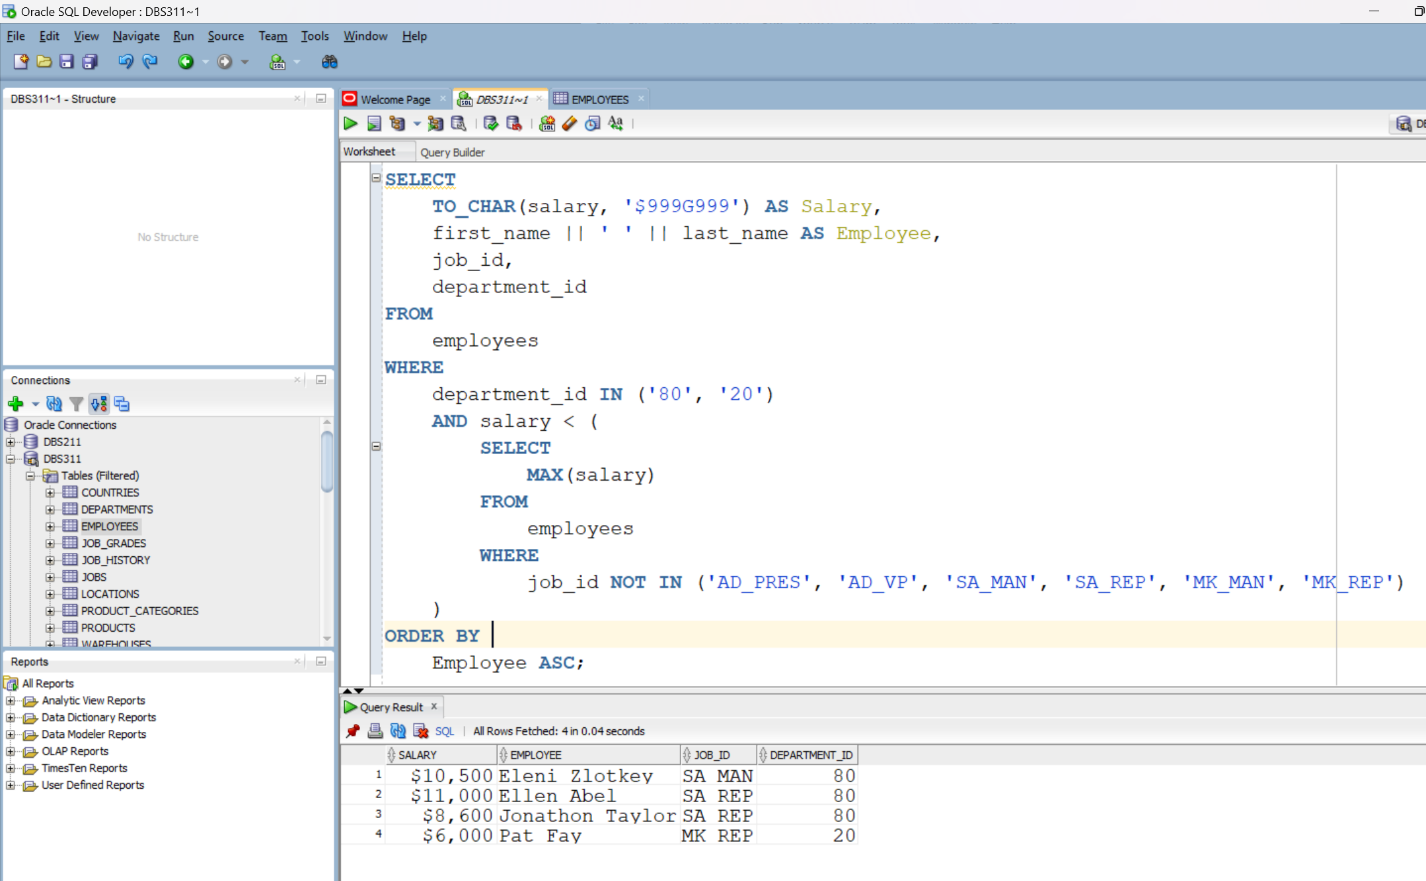 Oracle SQL Developer : DBS311~1
File Edit View Navigate Run Source Team Tools Window Help
DBS311~1 - Structure
No Structure
Connections
Oracle Connections
DBS211
DBS311
Tables (Filtered)
COUNTRIES
DEPARTMENTS
EMPLOYEES
JOB_GRADES
JOB_HISTORY
JOBS
LOCATIONS
PRODUCT_CATEGORIES
PRODUCTS
WAREHOUSES
Reports
All Reports
Analytic View Reports
Data Dictionary Reports
Data Modeler Reports
OLAP Reports
TimesTen Reports
User Defined Reports
Welcome Page DBS311~1 EMPLOYEES
Worksheet Query Builder
SELECT
TO_CHAR(salary, '$999G999') AS Salary,
first_name || ' ' || last_name AS Employee,
job_id,
department_id
FROM
employees
WHERE
department_id IN ('80', '20')
AND salary < (
SELECT
MAX(salary)
FROM
employees
WHERE
job_id NOT IN ('AD_PRES', 'AD_VP', 'SA_MAN', 'SA_REP', 'MK_MAN', 'MK_REP')
)
ORDER BY
Employee ASC;
Query Result
SQL | All Rows Fetched: 4 in 0.04 seconds
SALARY EMPLOYEE JOB_ID DEPARTMENT_ID
1 $10,500 Eleni Zlotkey SA_MAN 80
2 $11,000 Ellen Abel SA_REP 80
3 $8,600 Jonathon Taylor SA_REP 80
4 $6,000 Pat Fay MK_REP 20